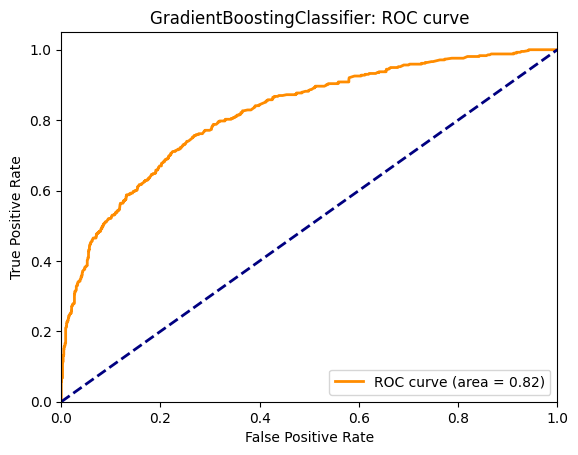 GradientBoostingClassifier: ROC curve
True Positive Rate
1.0
0.8
0.6
0.4
0.2
0.0
ROC curve (area = 0.82)
0.0 0.2 0.4 0.6 0.8 1.0
False Positive Rate